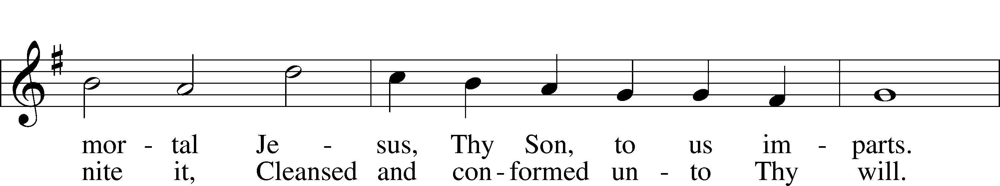 mor - tal Je - sus, Thy Son, to us im - parts.
nite it, Cleansed and con - formed un - to Thy will.